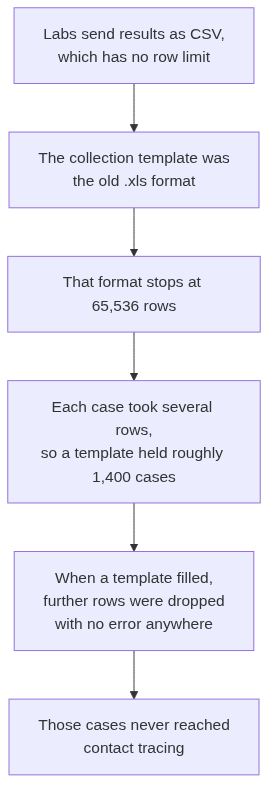 Labs send results as CSV,
which has no row limit
The collection template was
the old .xls format
That format stops at
65,536 rows
Each case took several
rows,
so a template held roughly
1,400 cases
When a template filled,
further rows were dropped
with no error anywhere
Those cases never reached
contact tracing